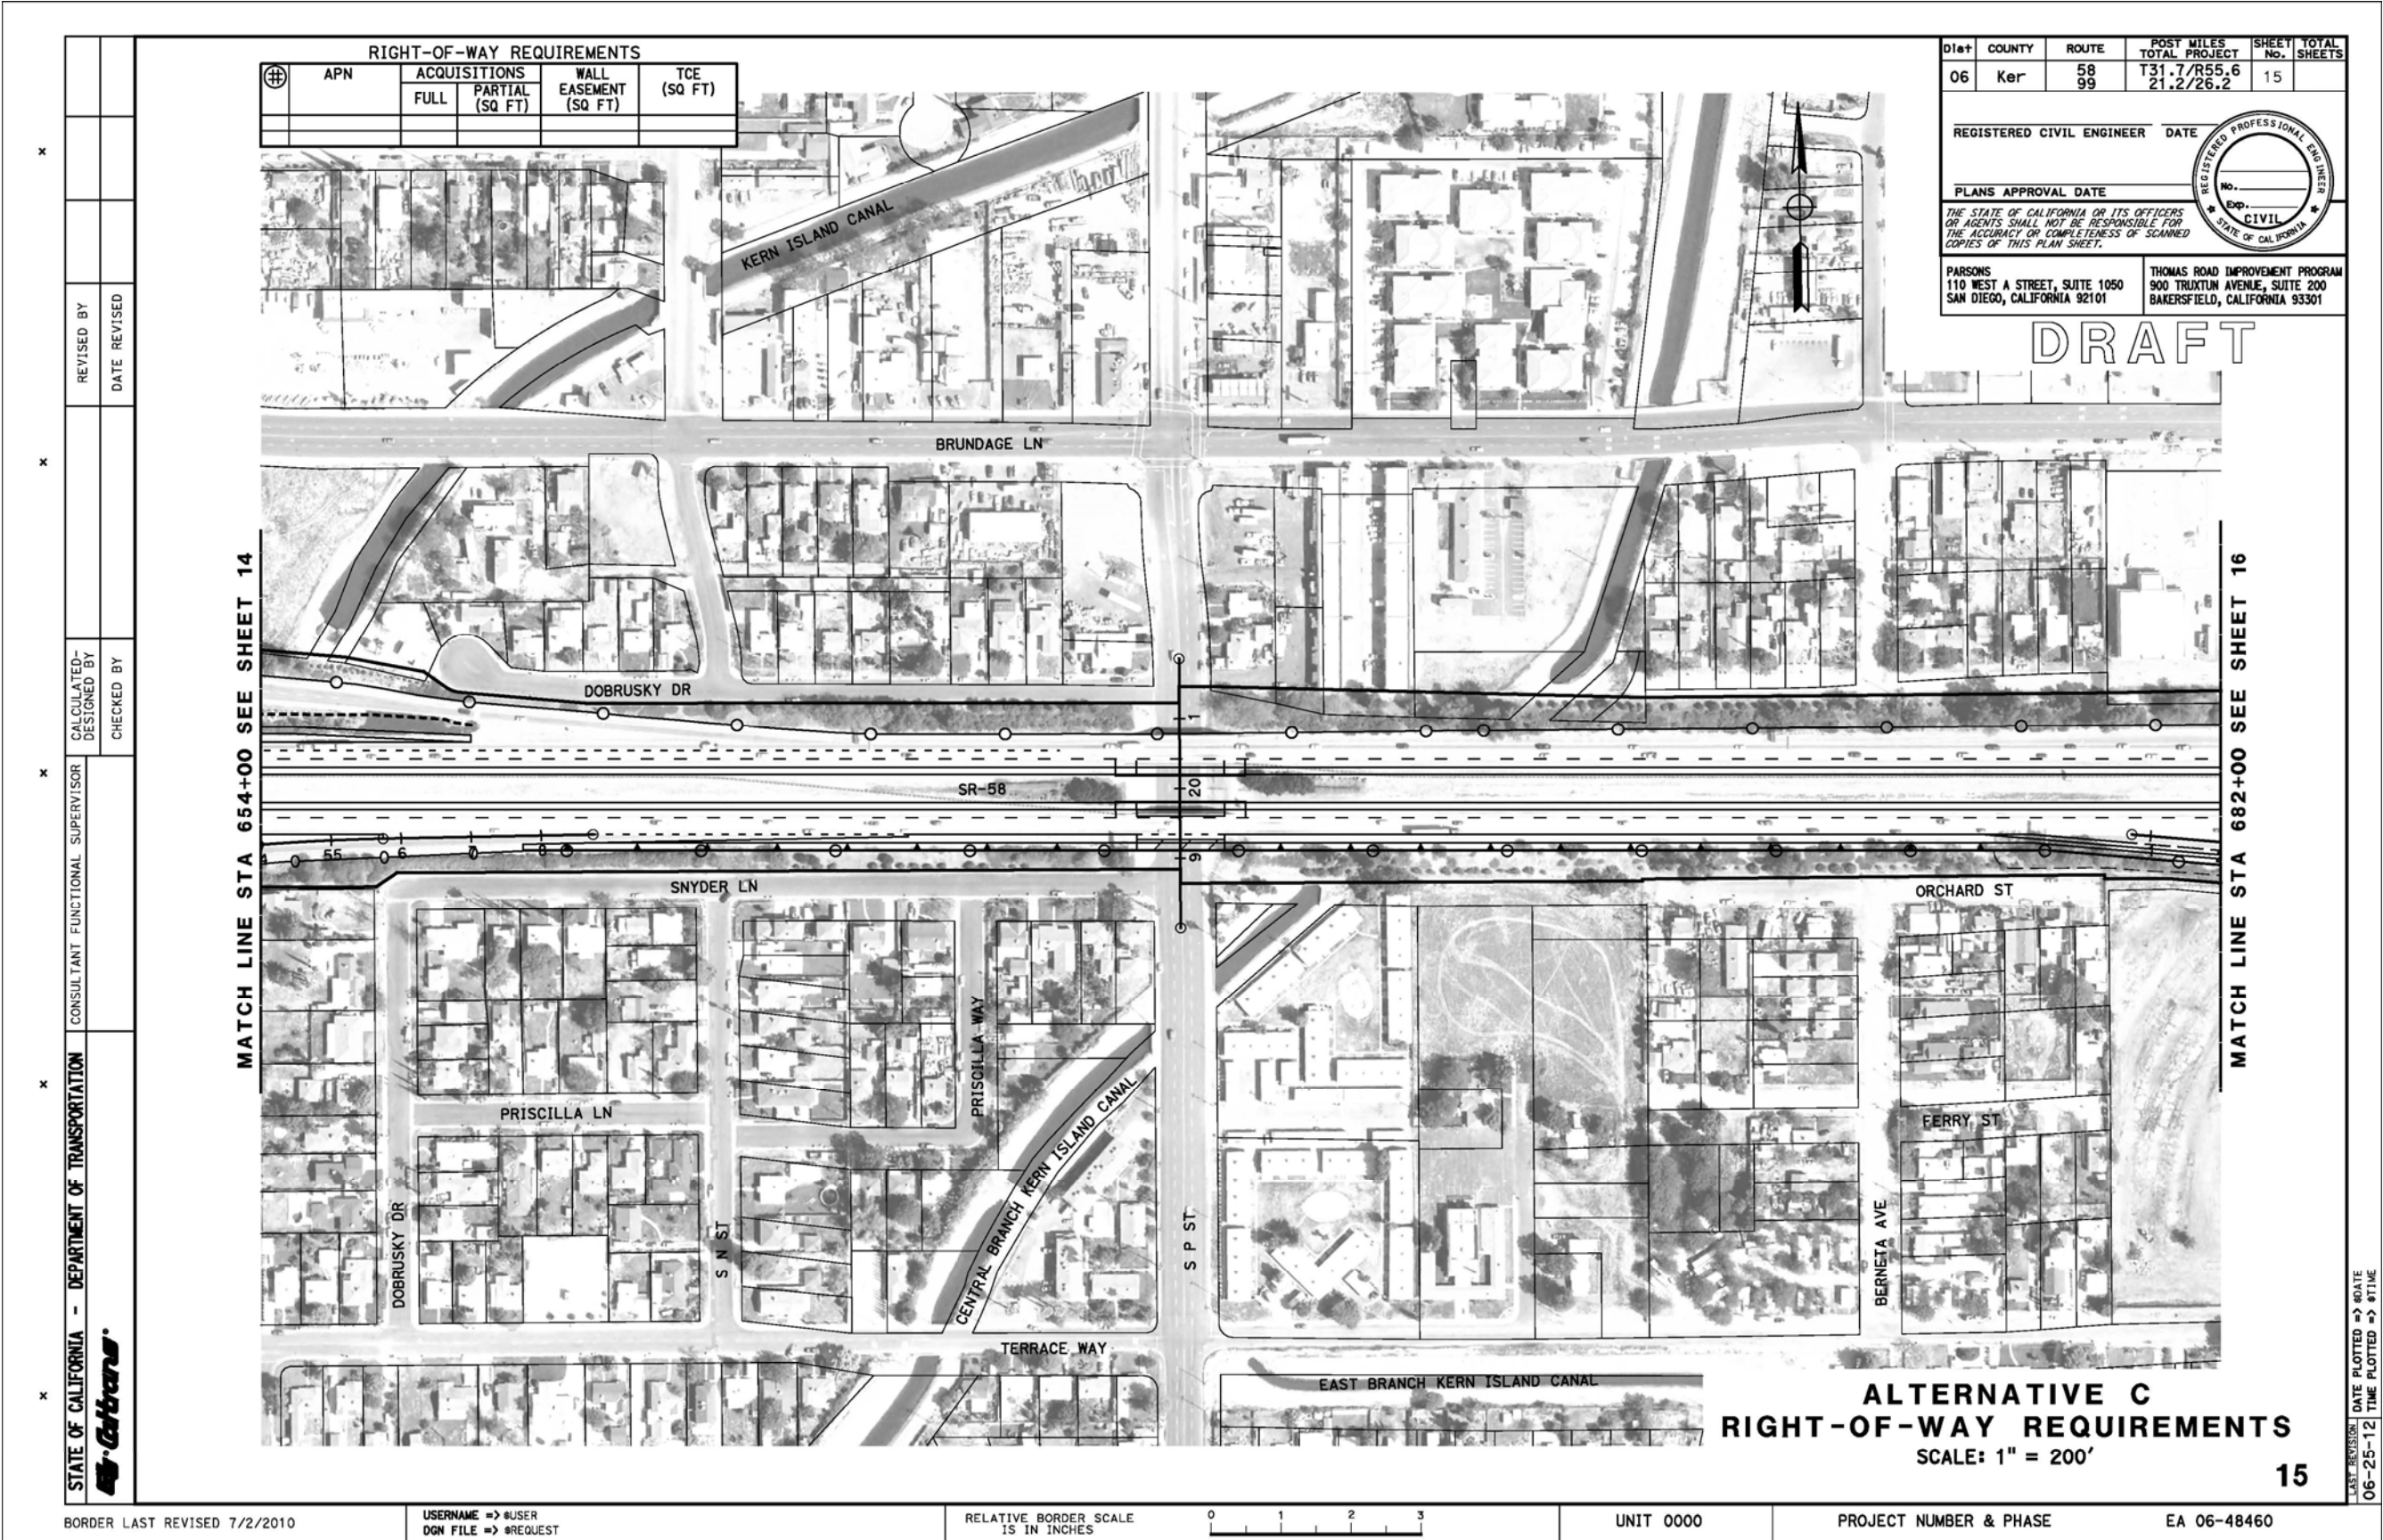 RIGHT-OF-WAY REQUIREMENTS
# APN ACQUISITIONS WALL EASEMENT (SQ FT) TCE (SQ FT)
FULL PARTIAL (SQ FT)
Dist COUNTY ROUTE POST MILES TOTAL PROJECT SHEET No. TOTAL SHEETS
06 Ker 58 99 T31.7/R55.6 21.2/26.2 15
REGISTERED CIVIL ENGINEER DATE
PLANS APPROVAL DATE
THE STATE OF CALIFORNIA OR ITS OFFICERS
OR AGENTS SHALL NOT BE RESPONSIBLE FOR
THE ACCURACY OR COMPLETENESS OF SCANNED
COPIES OF THIS PLAN SHEET.
REGISTERED PROFESSIONAL ENGINEER
No.
Exp.
CIVIL
STATE OF CALIFORNIA
PARSONS
110 WEST A STREET, SUITE 1050
SAN DIEGO, CALIFORNIA 92101
THOMAS ROAD IMPROVEMENT PROGRAM
900 TRUXTUN AVENUE, SUITE 200
BAKERSFIELD, CALIFORNIA 93301
DRAFT
KERN ISLAND CANAL
BRUNDAGE LN
MATCH LINE STA 654+00 SEE SHEET 14
MATCH LINE STA 682+00 SEE SHEET 16
DOBRUSKY DR
1
SR-58
20
55
6
7
8
9
SNYDER LN
ORCHARD ST
PRISCILLA WAY
PRISCILLA LN
CENTRAL BRANCH KERN ISLAND CANAL
FERRY ST
DOBRUSKY DR
S N ST
S P ST
BERNETA AVE
TERRACE WAY
EAST BRANCH KERN ISLAND CANAL
ALTERNATIVE C
RIGHT-OF-WAY REQUIREMENTS
SCALE: 1" = 200'
15
REVISED BY
DATE REVISED
CALCULATED-
DESIGNED BY
CHECKED BY
CONSULTANT FUNCTIONAL SUPERVISOR
STATE OF CALIFORNIA - DEPARTMENT OF TRANSPORTATION
Caltrans
x
x
x
x
x
DATE PLOTTED => $DATE
TIME PLOTTED => $TIME
LAST REVISION
06-25-12
BORDER LAST REVISED 7/2/2010
USERNAME => $USER
DGN FILE => $REQUEST
RELATIVE BORDER SCALE
IS IN INCHES
0 1 2 3
UNIT 0000
PROJECT NUMBER & PHASE
EA 06-48460